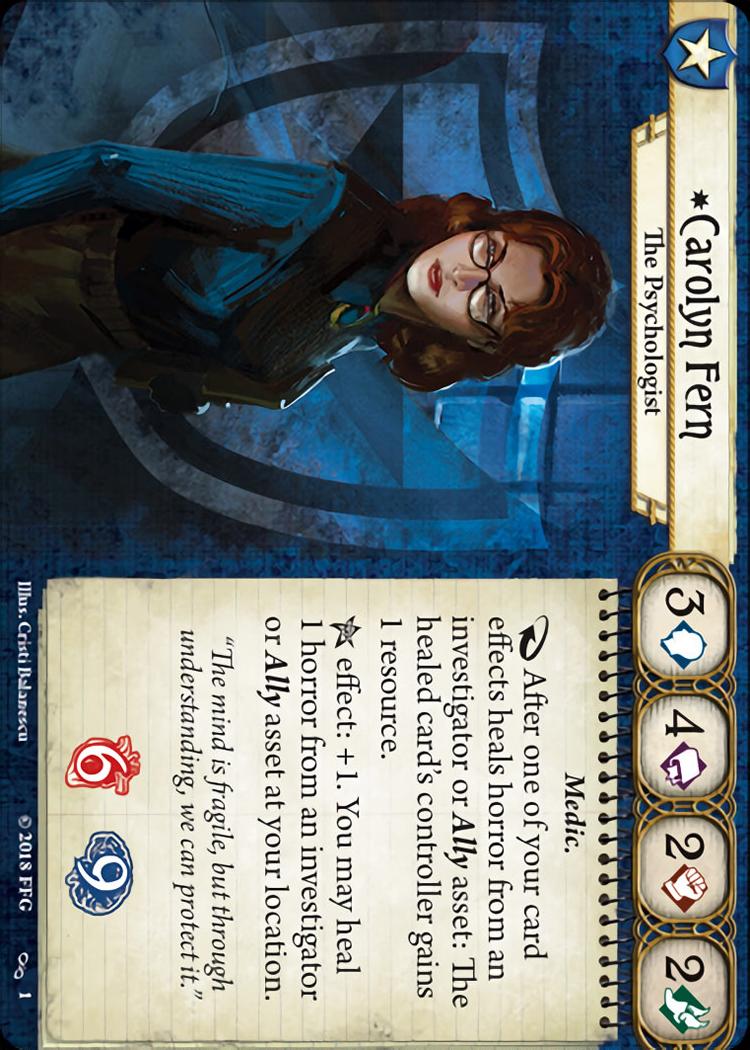 *Carolyn Fern
The Psychologist
3
4
2
2
Medic.
After one of your card
effects heals horror from an
investigator or Ally asset: The
healed card's controller gains
1 resource.
effect: +1. You may heal
1 horror from an investigator
or Ally asset at your location.
"The mind is fragile, but through
understanding, we can protect it."
6
9
Illus. Cristi Balanescu
© 2018 FFG
1